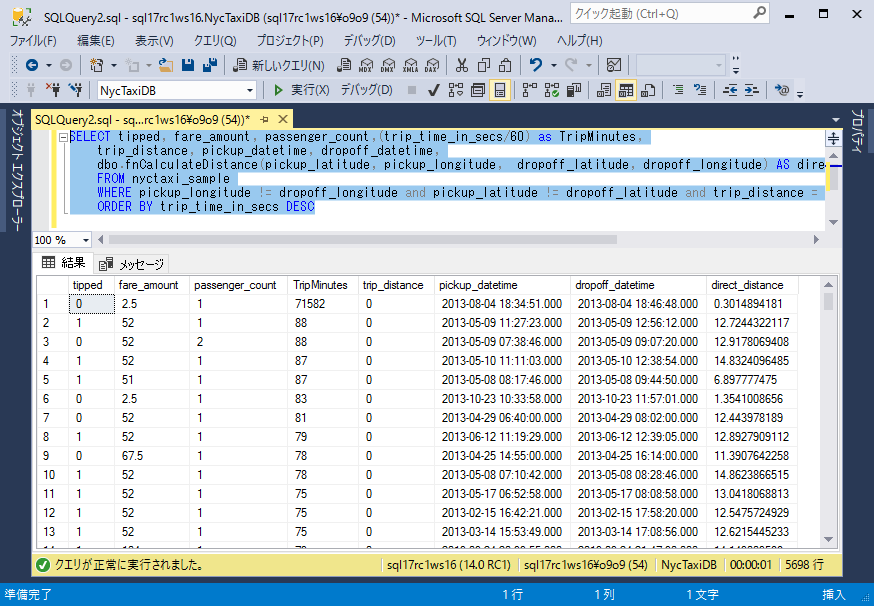 SQLQuery2.sql - sql17rc1ws16.NycTaxiDB (sql17rc1ws16¥o9o9 (54))* - Microsoft SQL Server Mana...
クイック起動 (Ctrl+Q)
ファイル(F) 編集(E) 表示(V) クエリ(Q) プロジェクト(P) デバッグ(D) ツール(T) ウィンドウ(W) ヘルプ(H)
新しいクエリ(N) MDX DMX XMLA DAX
NycTaxiDB 実行(X) デバッグ(D)
オブジェクト エクスプローラー
プロパティ
SQLQuery2.sql - sq...rc1ws16¥o9o9 (54))*
SELECT tipped, fare_amount, passenger_count,(trip_time_in_secs/60) as TripMinutes,
trip_distance, pickup_datetime, dropoff_datetime,
dbo.fnCalculateDistance(pickup_latitude, pickup_longitude, dropoff_latitude, dropoff_longitude) AS dire
FROM nyctaxi_sample
WHERE pickup_longitude != dropoff_longitude and pickup_latitude != dropoff_latitude and trip_distance =
ORDER BY trip_time_in_secs DESC
100 %
結果 メッセージ
tipped fare_amount passenger_count TripMinutes trip_distance pickup_datetime dropoff_datetime direct_distance
1 0 2.5 1 71582 0 2013-08-04 18:34:51.000 2013-08-04 18:46:48.000 0.3014894181
2 1 52 1 88 0 2013-05-09 11:27:23.000 2013-05-09 12:56:12.000 12.7244322117
3 0 52 2 88 0 2013-05-09 07:38:46.000 2013-05-09 09:07:20.000 12.9178069408
4 1 52 1 87 0 2013-05-10 11:11:03.000 2013-05-10 12:38:54.000 14.8324096485
5 1 51 1 87 0 2013-05-08 08:17:46.000 2013-05-08 09:44:50.000 6.897777475
6 0 2.5 1 83 0 2013-10-23 10:33:58.000 2013-10-23 11:57:01.000 1.3541008656
7 0 52 1 81 0 2013-04-29 06:40:00.000 2013-04-29 08:02:00.000 12.443978189
8 1 52 1 79 0 2013-06-12 11:19:29.000 2013-06-12 12:39:05.000 12.8927909112
9 0 67.5 1 78 0 2013-04-25 14:55:00.000 2013-04-25 16:14:00.000 11.3907642258
10 1 52 1 78 0 2013-05-08 07:10:42.000 2013-05-08 08:28:46.000 14.8623866515
11 1 52 1 75 0 2013-05-17 06:52:58.000 2013-05-17 08:08:58.000 13.0418068813
12 1 52 1 75 0 2013-02-15 16:42:21.000 2013-02-15 17:58:20.000 12.5475724929
13 1 52 1 75 0 2013-03-14 15:53:49.000 2013-03-14 17:08:56.000 12.6215445233
クエリが正常に実行されました。 sql17rc1ws16 (14.0 RC1) sql17rc1ws16¥o9o9 (54) NycTaxiDB 00:00:01 5698 行
準備完了 1 行 1 列 1 文字 挿入